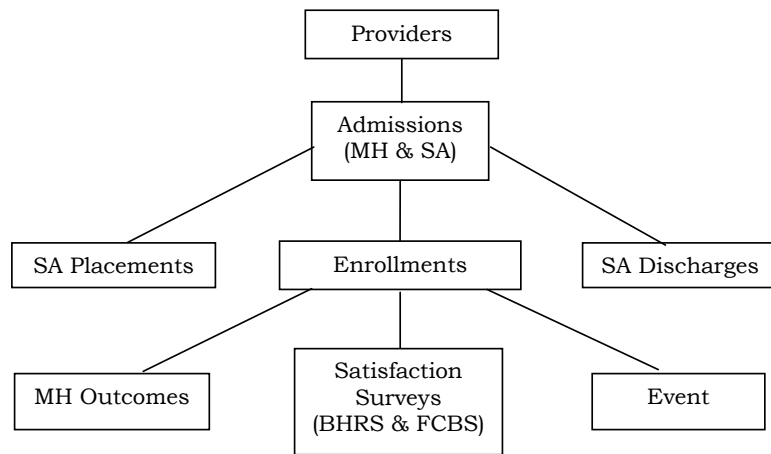 Providers
Admissions
(MH & SA)
SA Placements
Enrollments
SA Discharges
MH Outcomes
Satisfaction
Surveys
(BHRS & FCBS)
Event